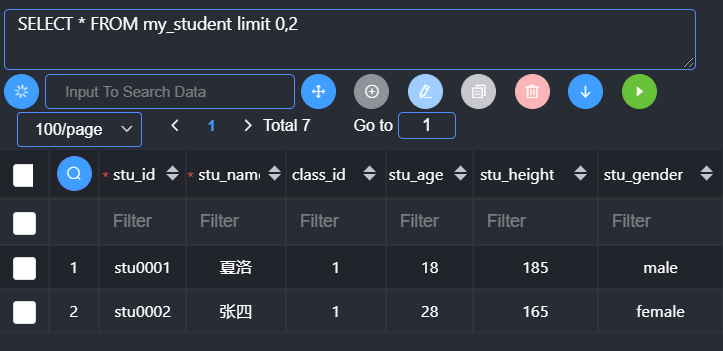 SELECT * FROM my_student limit 0,2
Input To Search Data
100/page 1 Total 7 Go to 1
* stu_id * stu_name class_id stu_age stu_height stu_gender
Filter Filter Filter Filter Filter Filter
1 stu0001 夏洛 1 18 185 male
2 stu0002 张四 1 28 165 female